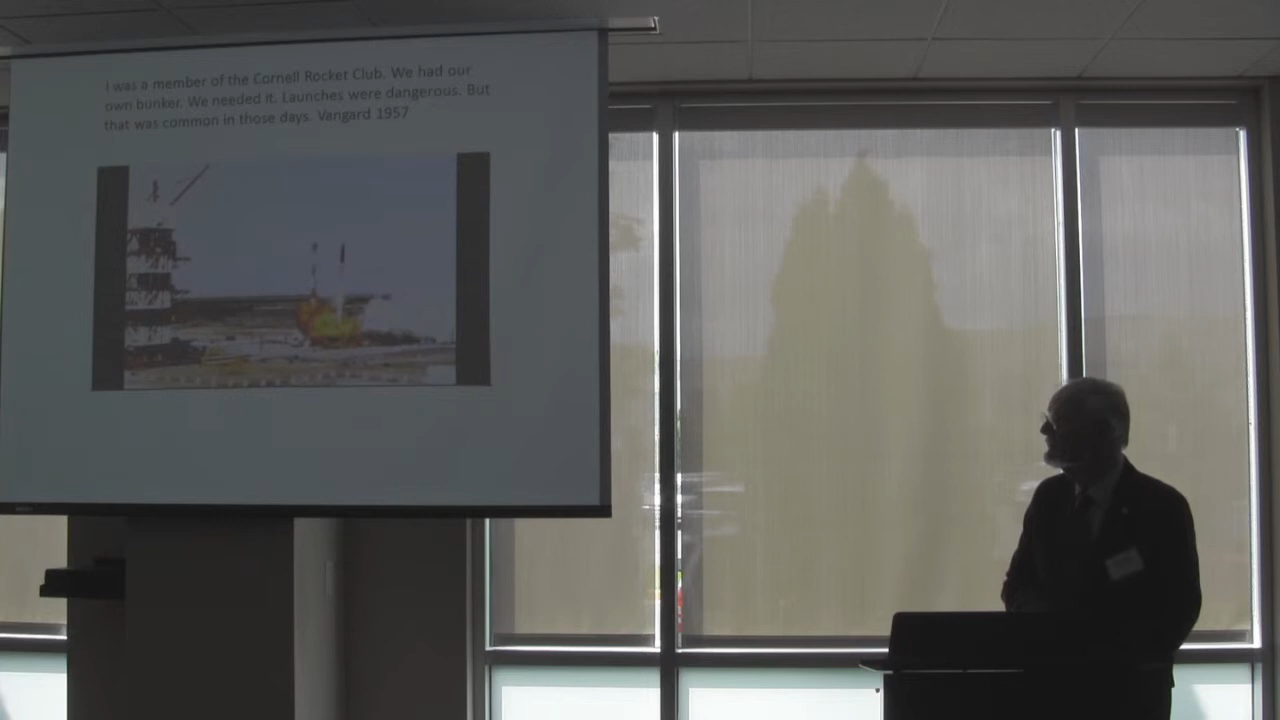 I was a member of the Cornell Rocket Club. We had our
own bunker. We needed it. Launches were dangerous. But
that was common in those days. Vangard 1957